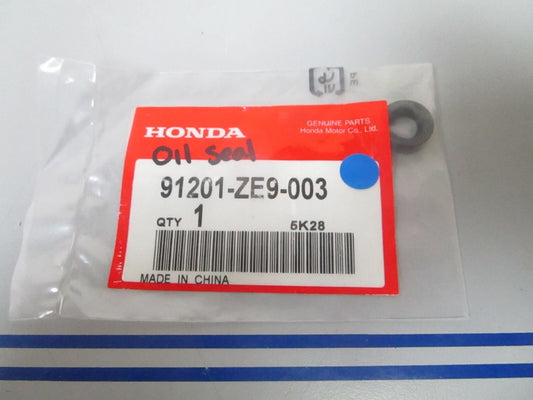 HONDA
GENUINE PARTS
Honda Motor Co., Ltd.
Oil Seal
91201-ZE9-003
QTY 1
5K28
MADE IN CHINA